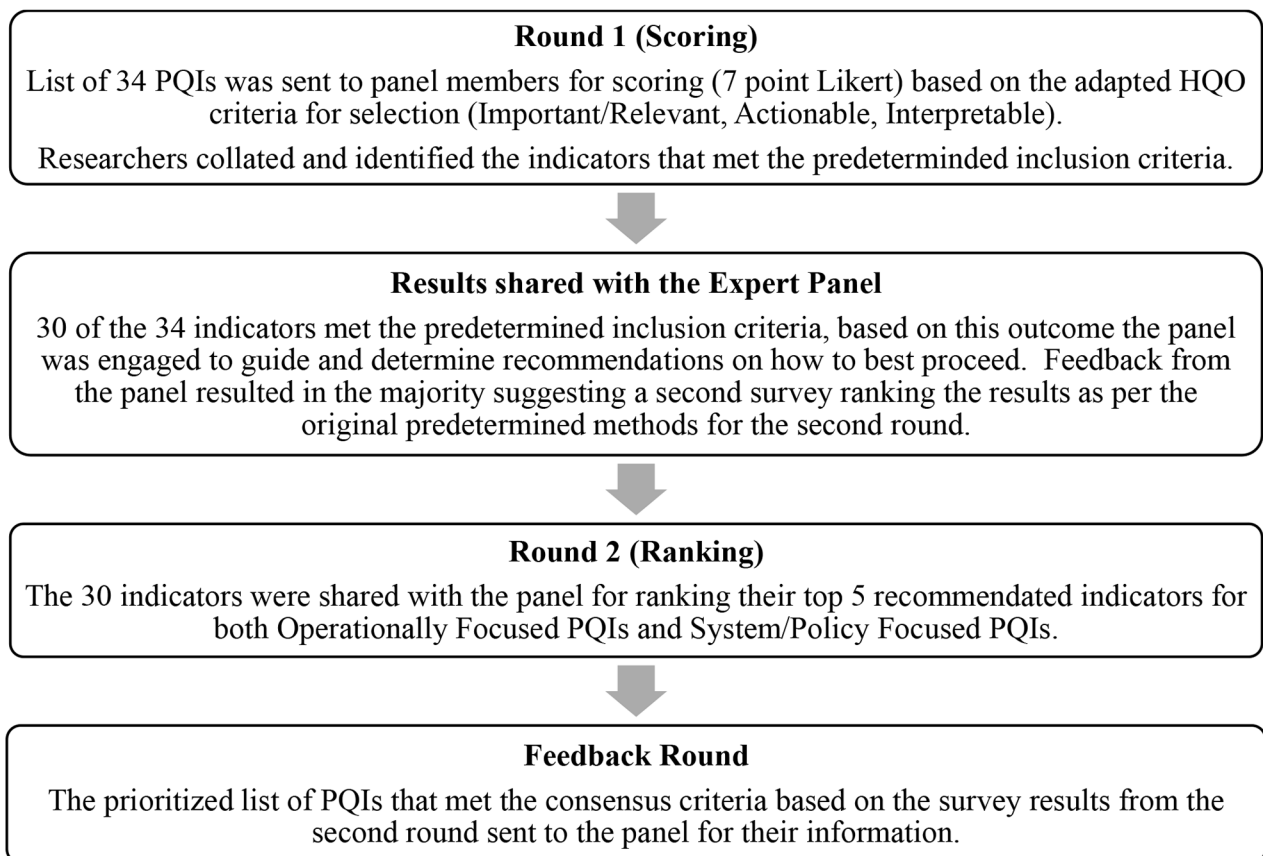 Round 1 (Scoring)
List of 34 PQIs was sent to panel members for scoring (7 point Likert) based on the adapted HQO
criteria for selection (Important/Relevant, Actionable, Interpretable).
Researchers collated and identified the indicators that met the predeterminded inclusion criteria.
Results shared with the Expert Panel
30 of the 34 indicators met the predetermined inclusion criteria, based on this outcome the panel
was engaged to guide and determine recommendations on how to best proceed.  Feedback from
the panel resulted in the majority suggesting a second survey ranking the results as per the
original predetermined methods for the second round.
Round 2 (Ranking)
The 30 indicators were shared with the panel for ranking their top 5 recommendated indicators for
both Operationally Focused PQIs and System/Policy Focused PQIs.
Feedback Round
The prioritized list of PQIs that met the consensus criteria based on the survey results from the
second round sent to the panel for their information.